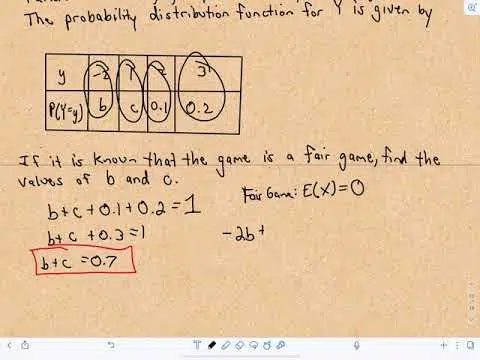 The probability distribution function for Y is given by
y -2 1 2 3
P(Y=y) b c 0.1 0.2
If it is known that the game is a fair game, find the
values of b and c.
Fair Game: E(X)=0
b+c+0.1+0.2=1
b+c+0.3=1
-2b+
b+c=0.7